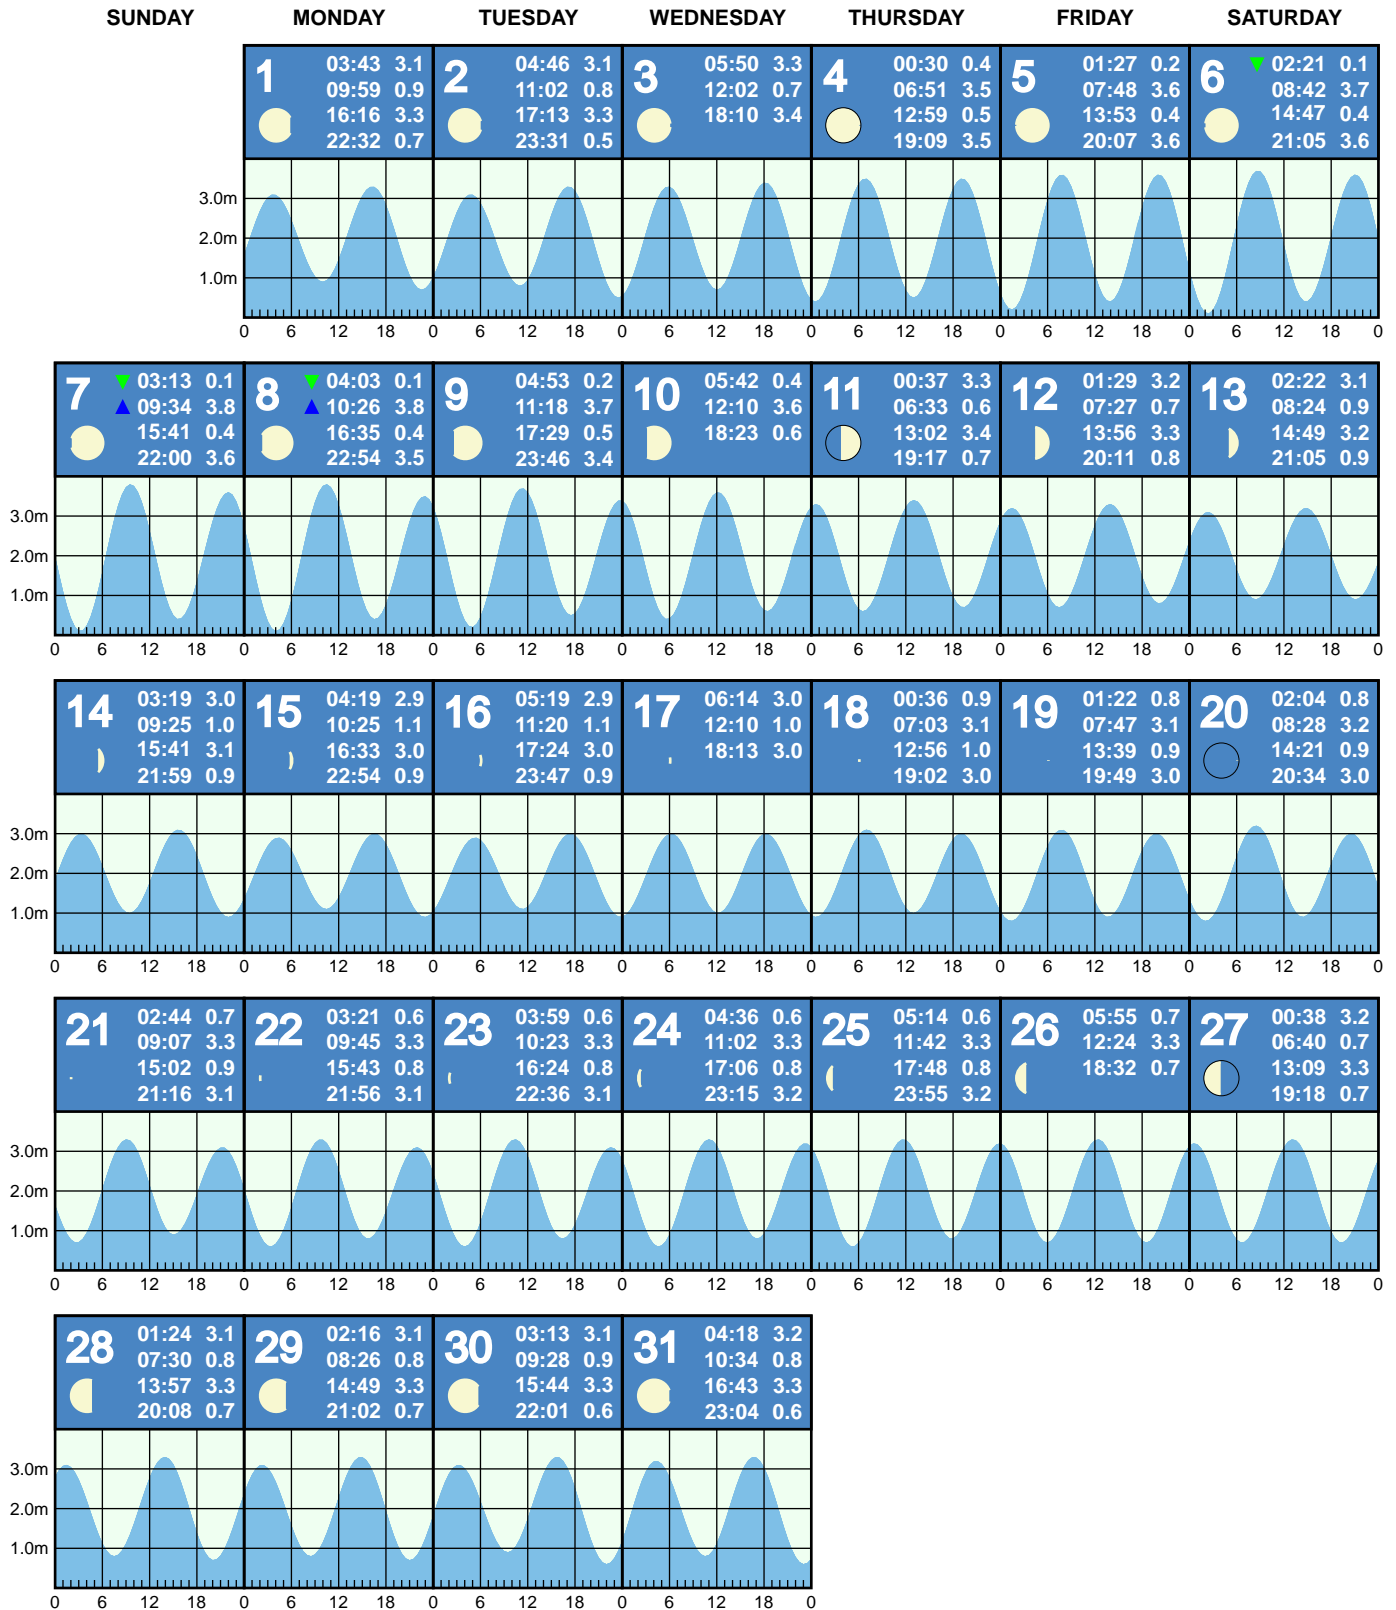 SUNDAY MONDAY TUESDAY WEDNESDAY THURSDAY FRIDAY SATURDAY
1 03:43 3.1
09:59 0.9
16:16 3.3
22:32 0.7
2 04:46 3.1
11:02 0.8
17:13 3.3
23:31 0.5
3 05:50 3.3
12:02 0.7
18:10 3.4
4 00:30 0.4
06:51 3.5
12:59 0.5
19:09 3.5
5 01:27 0.2
07:48 3.6
13:53 0.4
20:07 3.6
6 02:21 0.1
08:42 3.7
14:47 0.4
21:05 3.6
3.0m
2.0m
1.0m
0 6 12 18 0 6 12 18 0 6 12 18 0 6 12 18 0 6 12 18 0 6 12 18 0
7 03:13 0.1
09:34 3.8
15:41 0.4
22:00 3.6
8 04:03 0.1
10:26 3.8
16:35 0.4
22:54 3.5
9 04:53 0.2
11:18 3.7
17:29 0.5
23:46 3.4
10 05:42 0.4
12:10 3.6
18:23 0.6
11 00:37 3.3
06:33 0.6
13:02 3.4
19:17 0.7
12 01:29 3.2
07:27 0.7
13:56 3.3
20:11 0.8
13 02:22 3.1
08:24 0.9
14:49 3.2
21:05 0.9
3.0m
2.0m
1.0m
0 6 12 18 0 6 12 18 0 6 12 18 0 6 12 18 0 6 12 18 0 6 12 18 0 6 12 18 0
14 03:19 3.0
09:25 1.0
15:41 3.1
21:59 0.9
15 04:19 2.9
10:25 1.1
16:33 3.0
22:54 0.9
16 05:19 2.9
11:20 1.1
17:24 3.0
23:47 0.9
17 06:14 3.0
12:10 1.0
18:13 3.0
18 00:36 0.9
07:03 3.1
12:56 1.0
19:02 3.0
19 01:22 0.8
07:47 3.1
13:39 0.9
19:49 3.0
20 02:04 0.8
08:28 3.2
14:21 0.9
20:34 3.0
3.0m
2.0m
1.0m
0 6 12 18 0 6 12 18 0 6 12 18 0 6 12 18 0 6 12 18 0 6 12 18 0 6 12 18 0
21 02:44 0.7
09:07 3.3
15:02 0.9
21:16 3.1
22 03:21 0.6
09:45 3.3
15:43 0.8
21:56 3.1
23 03:59 0.6
10:23 3.3
16:24 0.8
22:36 3.1
24 04:36 0.6
11:02 3.3
17:06 0.8
23:15 3.2
25 05:14 0.6
11:42 3.3
17:48 0.8
23:55 3.2
26 05:55 0.7
12:24 3.3
18:32 0.7
27 00:38 3.2
06:40 0.7
13:09 3.3
19:18 0.7
3.0m
2.0m
1.0m
0 6 12 18 0 6 12 18 0 6 12 18 0 6 12 18 0 6 12 18 0 6 12 18 0 6 12 18 0
28 01:24 3.1
07:30 0.8
13:57 3.3
20:08 0.7
29 02:16 3.1
08:26 0.8
14:49 3.3
21:02 0.7
30 03:13 3.1
09:28 0.9
15:44 3.3
22:01 0.6
31 04:18 3.2
10:34 0.8
16:43 3.3
23:04 0.6
3.0m
2.0m
1.0m
0 6 12 18 0 6 12 18 0 6 12 18 0 6 12 18 0